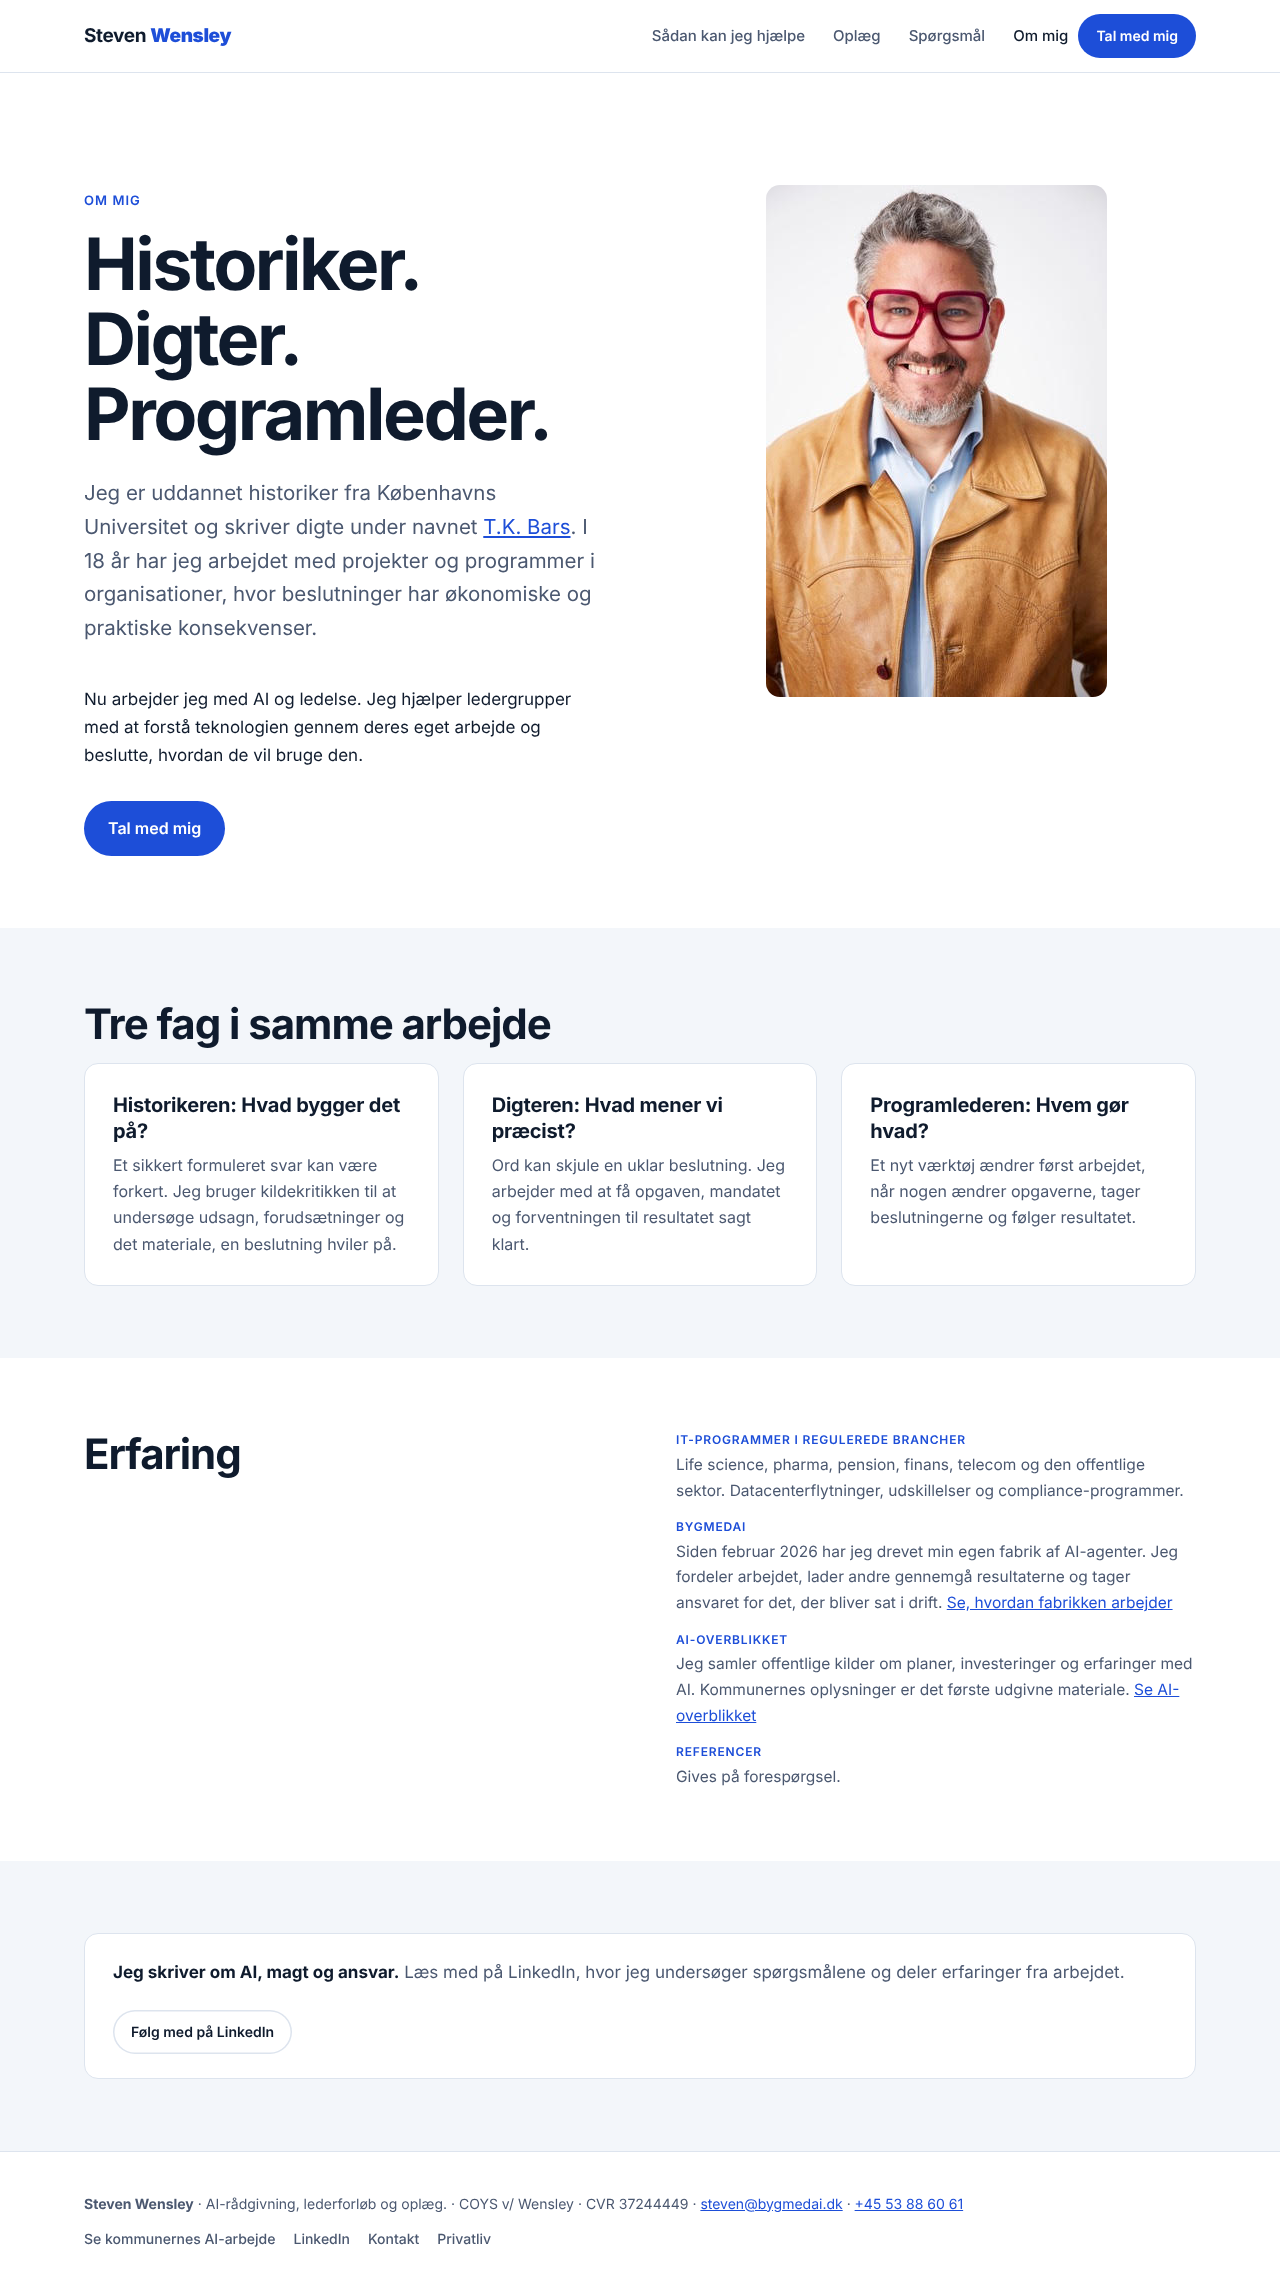 Steven Wensley
Sådan kan jeg hjælpe
Oplæg
Spørgsmål
Om mig
Tal med mig
OM MIG
Historiker.
Digter.
Programleder.
Jeg er uddannet historiker fra Københavns
Universitet og skriver digte under navnet T.K. Bars. I
18 år har jeg arbejdet med projekter og programmer i
organisationer, hvor beslutninger har økonomiske og
praktiske konsekvenser.
Nu arbejder jeg med AI og ledelse. Jeg hjælper ledergrupper
med at forstå teknologien gennem deres eget arbejde og
beslutte, hvordan de vil bruge den.
Tal med mig
Tre fag i samme arbejde
Historikeren: Hvad bygger det
på?
Et sikkert formuleret svar kan være
forkert. Jeg bruger kildekritikken til at
undersøge udsagn, forudsætninger og
det materiale, en beslutning hviler på.
Digteren: Hvad mener vi
præcist?
Ord kan skjule en uklar beslutning. Jeg
arbejder med at få opgaven, mandatet
og forventningen til resultatet sagt
klart.
Programlederen: Hvem gør
hvad?
Et nyt værktøj ændrer først arbejdet,
når nogen ændrer opgaverne, tager
beslutningerne og følger resultatet.
Erfaring
IT-PROGRAMMER I REGULEREDE BRANCHER
Life science, pharma, pension, finans, telecom og den offentlige
sektor. Datacenterflytninger, udskillelser og compliance-programmer.
BYGMEDAI
Siden februar 2026 har jeg drevet min egen fabrik af AI-agenter. Jeg
fordeler arbejdet, lader andre gennemgå resultaterne og tager
ansvaret for det, der bliver sat i drift. Se, hvordan fabrikken arbejder
AI-OVERBLIKKET
Jeg samler offentlige kilder om planer, investeringer og erfaringer med
AI. Kommunernes oplysninger er det første udgivne materiale. Se AI-
overblikket
REFERENCER
Gives på forespørgsel.
Jeg skriver om AI, magt og ansvar. Læs med på LinkedIn, hvor jeg undersøger spørgsmålene og deler erfaringer fra arbejdet.
Følg med på LinkedIn
Steven Wensley · AI-rådgivning, lederforløb og oplæg. · COYS v/ Wensley · CVR 37244449 · steven@bygmedai.dk · +45 53 88 60 61
Se kommunernes AI-arbejde
LinkedIn
Kontakt
Privatliv